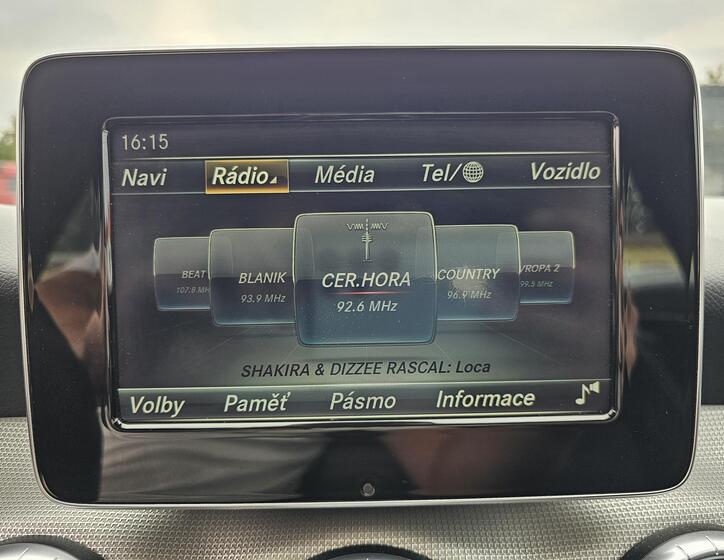 16:15
Navi Rádio Média Tel/ Vozidlo
BEAT BLANIK CER.HORA COUNTRY VROPA 2
107.8 MH 93.9 MHz 92.6 MHz 96.9 MHz 99.5 MHz
SHAKIRA & DIZZEE RASCAL: Loca
Volby Paměť Pásmo Informace